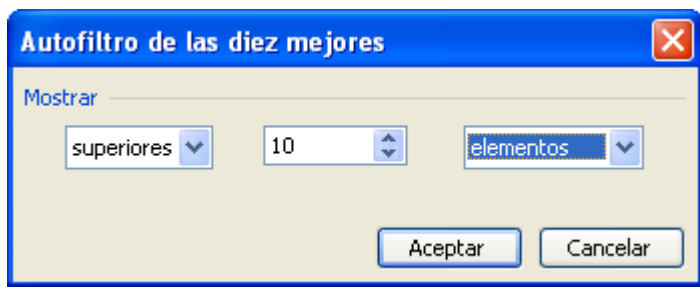 Autofiltro de las diez mejores
Mostrar
superiores 10 elementos
Aceptar Cancelar